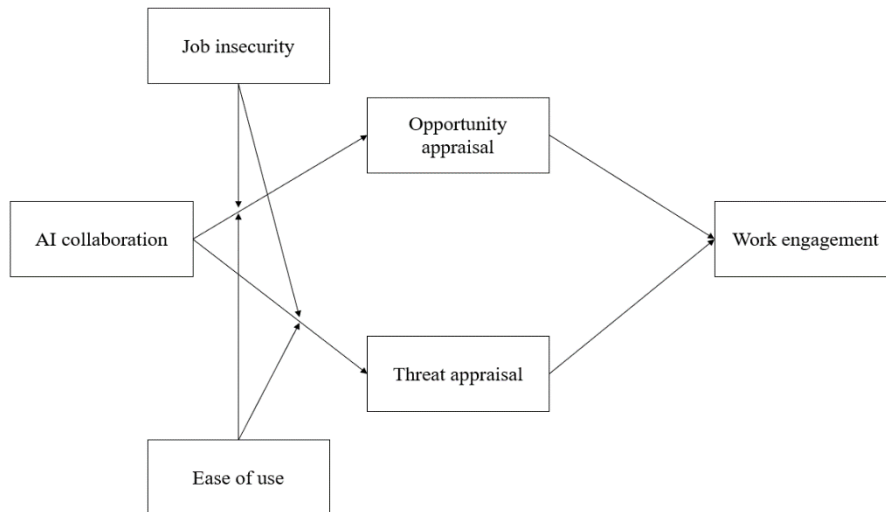 Job insecurity
Opportunity
appraisal
AI collaboration
Work engagement
Threat appraisal
Ease of use